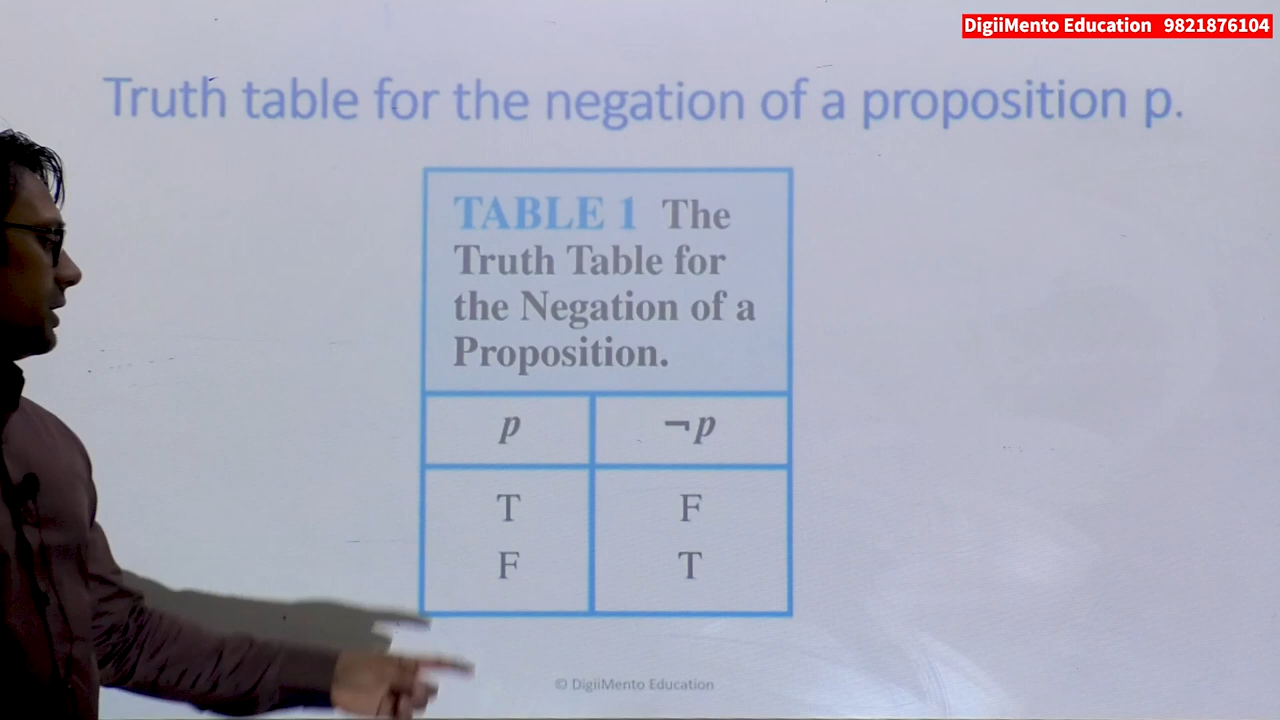 DigiiMento Education 9821876104
Truth table for the negation of a proposition p.
TABLE 1 The
Truth Table for
the Negation of a
Proposition.
p ¬p
T F
F T
© DigiiMento Education